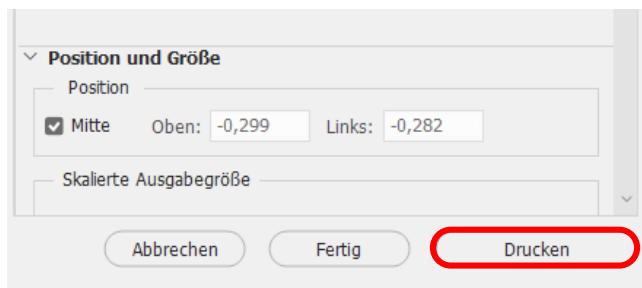 Position und Größe
Position
Mitte Oben: -0,299 Links: -0,282
Skalierte Ausgabegröße
Abbrechen Fertig Drucken